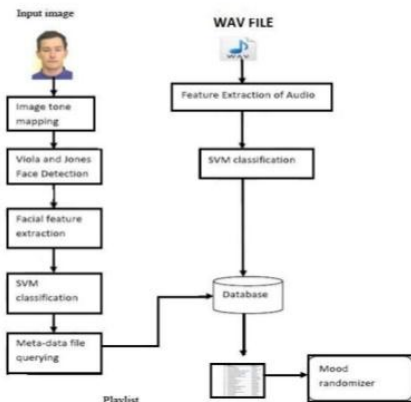 Input image
WAV FILE
WAV
Image tone
mapping
Feature Extraction of Audio
Viola and Jones
Face Detection
SVM classification
Facial feature
extraction
SVM
classification
Database
Meta-data file
querying
Mood
randomizer
Playlist